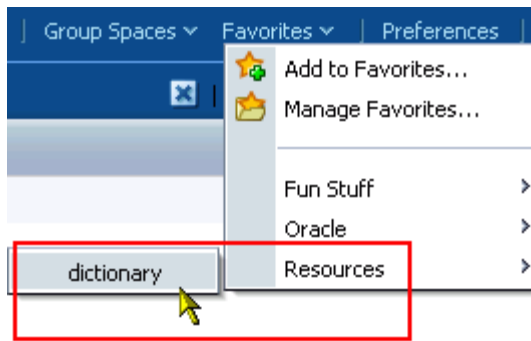 Group Spaces Favorites Preferences
Add to Favorites...
Manage Favorites...
Fun Stuff
Oracle
dictionary Resources